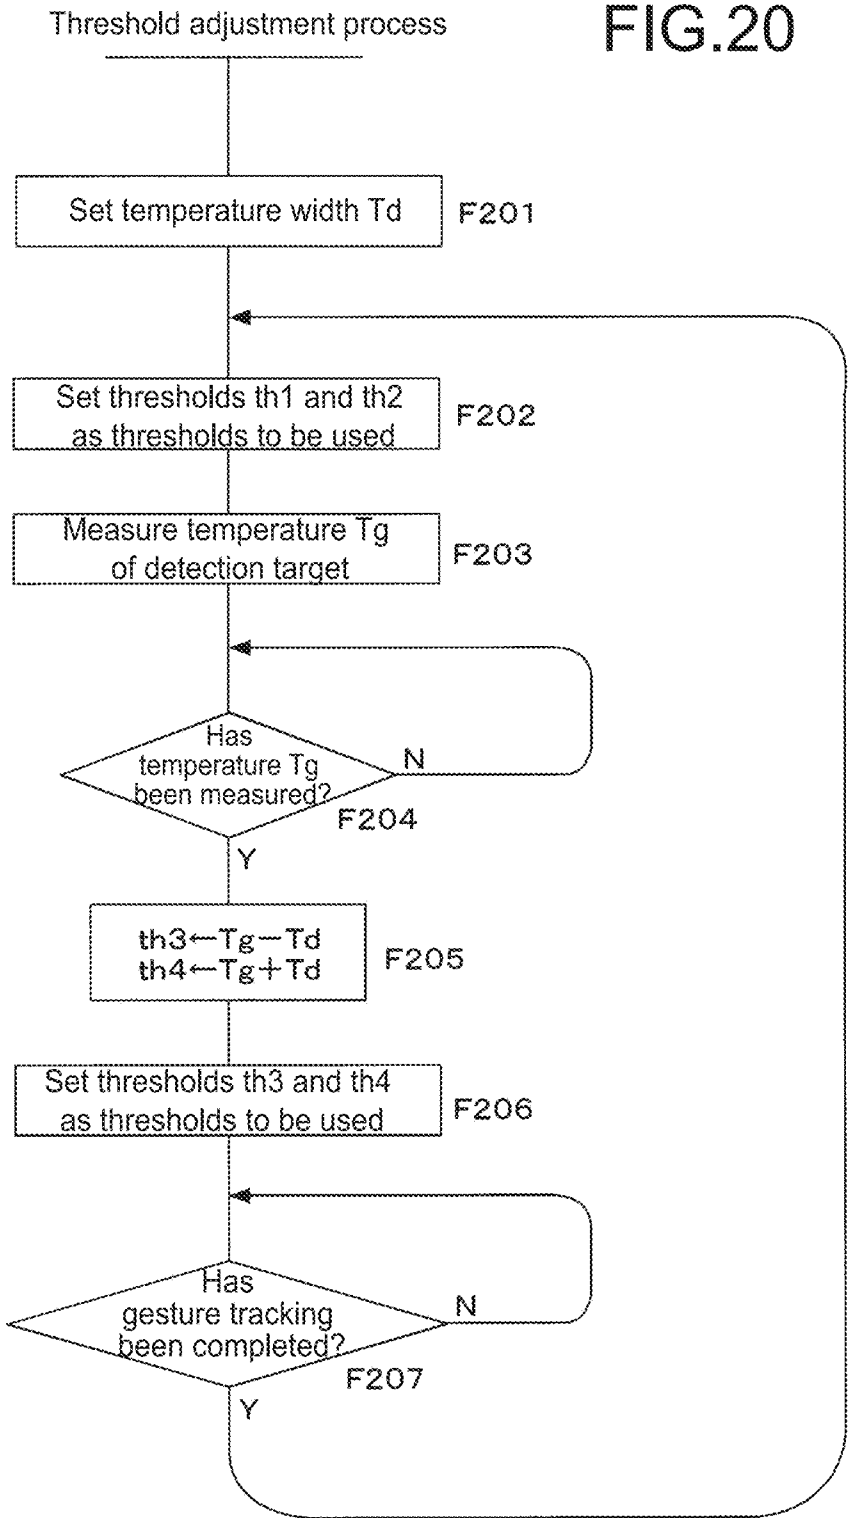 Threshold adjustment process
FIG.20
Set temperature width Td
F201
Set thresholds th1 and th2
as thresholds to be used
F202
Measure temperature Tg
of detection target
F203
Has
temperature Tg
been measured?
N
F204
Y
th3←Tg−Td
th4←Tg+Td
F205
Set thresholds th3 and th4
as thresholds to be used
F206
Has
gesture tracking
been completed?
N
F207
Y